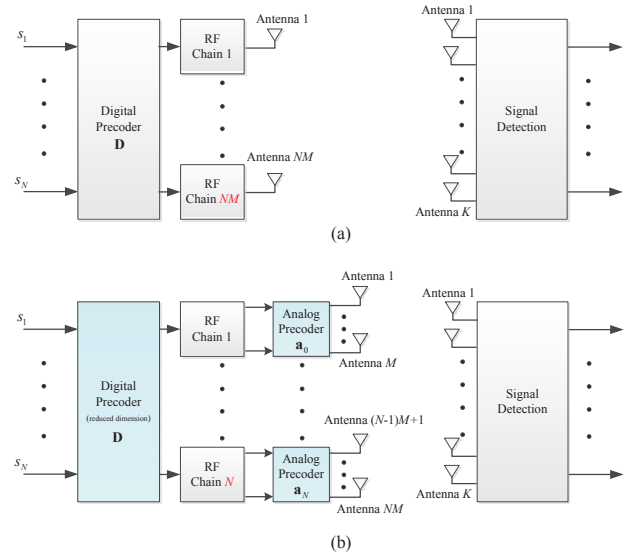 Antenna 1
Antenna 1
s1
RF
Chain 1
Digital
Precoder
D
Signal
Detection
Antenna NM
sN
RF
Chain NM
Antenna K
(a)
Antenna 1
Antenna 1
s1
RF
Chain 1
Analog
Precoder
a0
Antenna M
Digital
Precoder
(reduced dimension)
D
Signal
Detection
Antenna (N-1)M+1
sN
RF
Chain N
Analog
Precoder
aN
Antenna K
Antenna NM
(b)